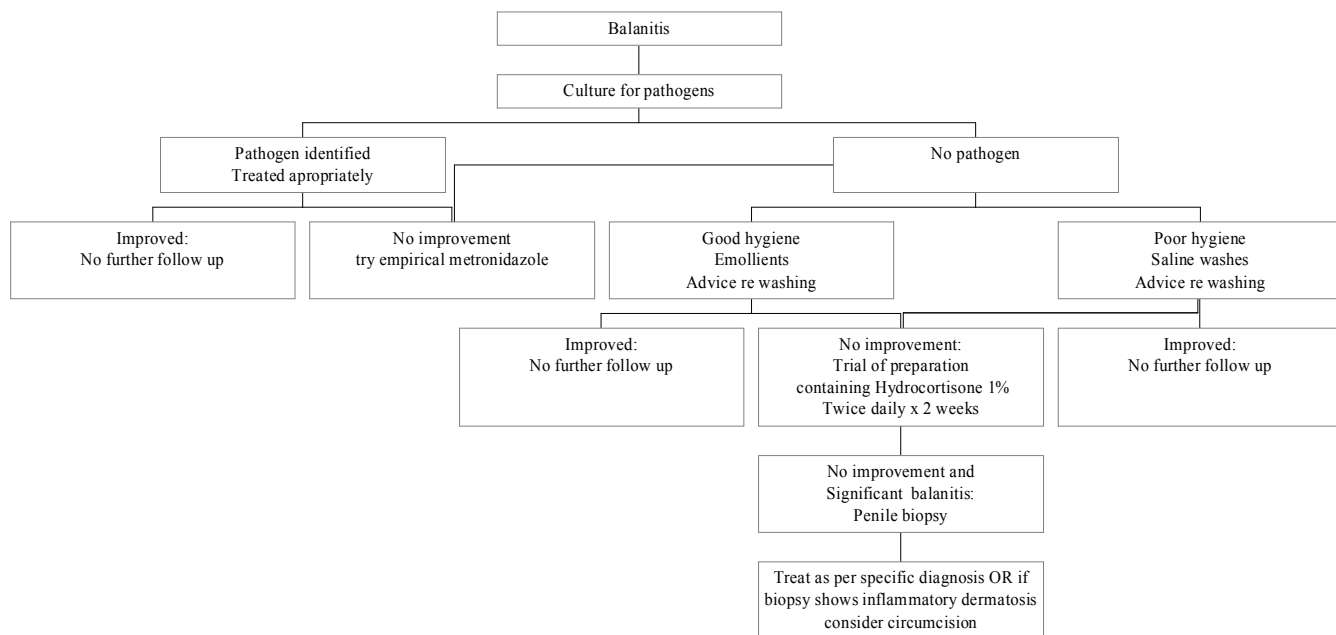 Balanitis
Culture for pathogens
Pathogen identified
Treated apropriately
No pathogen
Improved:
No further follow up
No improvement
try empirical metronidazole
Good hygiene
Emollients
Advice re washing
Poor hygiene
Saline washes
Advice re washing
Improved:
No further follow up
No improvement:
Trial of preparation
containing Hydrocortisone 1%
Twice daily x 2 weeks
Improved:
No further follow up
No improvement and
Significant balanitis:
Penile biopsy
Treat as per specific diagnosis OR if
biopsy shows inflammatory dermatosis
consider circumcision